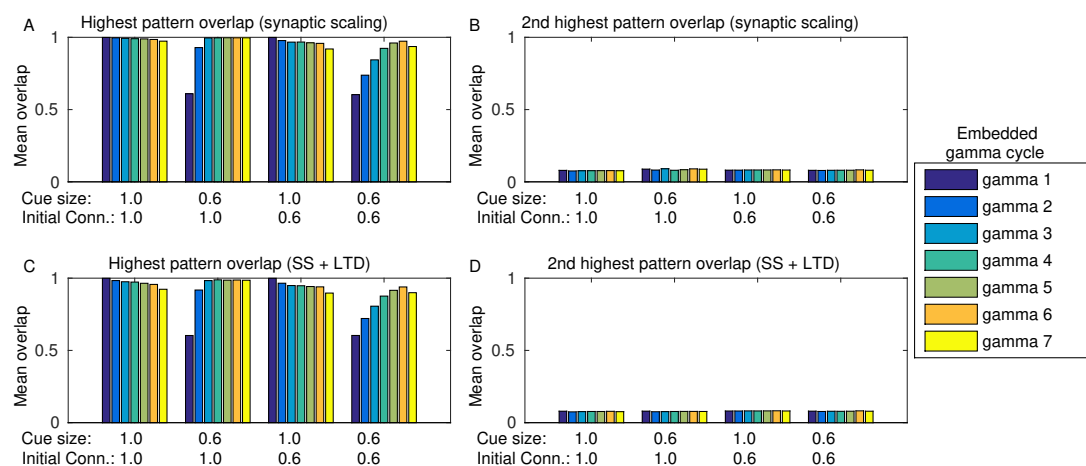 A Highest pattern overlap (synaptic scaling)
1
0.5
0
Mean overlap
Cue size: 1.0 0.6 1.0 0.6
Initial Conn.: 1.0 1.0 0.6 0.6
B 2nd highest pattern overlap (synaptic scaling)
1
0.5
0
Mean overlap
Cue size: 1.0 0.6 1.0 0.6
Initial Conn.: 1.0 1.0 0.6 0.6
C Highest pattern overlap (SS + LTD)
1
0.5
0
Mean overlap
Cue size: 1.0 0.6 1.0 0.6
Initial Conn.: 1.0 1.0 0.6 0.6
D 2nd highest pattern overlap (SS + LTD)
1
0.5
0
Mean overlap
Cue size: 1.0 0.6 1.0 0.6
Initial Conn.: 1.0 1.0 0.6 0.6
Embedded
gamma cycle
gamma 1
gamma 2
gamma 3
gamma 4
gamma 5
gamma 6
gamma 7